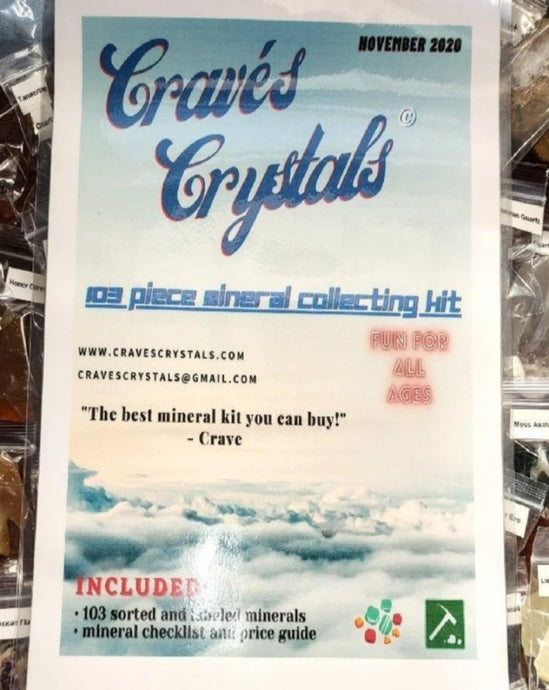 NOVEMBER 2020
Cravés
Crystals
©
103 piece mineral collecting kit
WWW.CRAVESCRYSTALS.COM
CRAVESCRYSTALS@GMAIL.COM
FUN FOR
ALL
AGES
"The best mineral kit you can buy!"
- Crave
INCLUDED
• 103 sorted and labeled minerals
• mineral checklist and price guide
Honey
Quartz
Moss